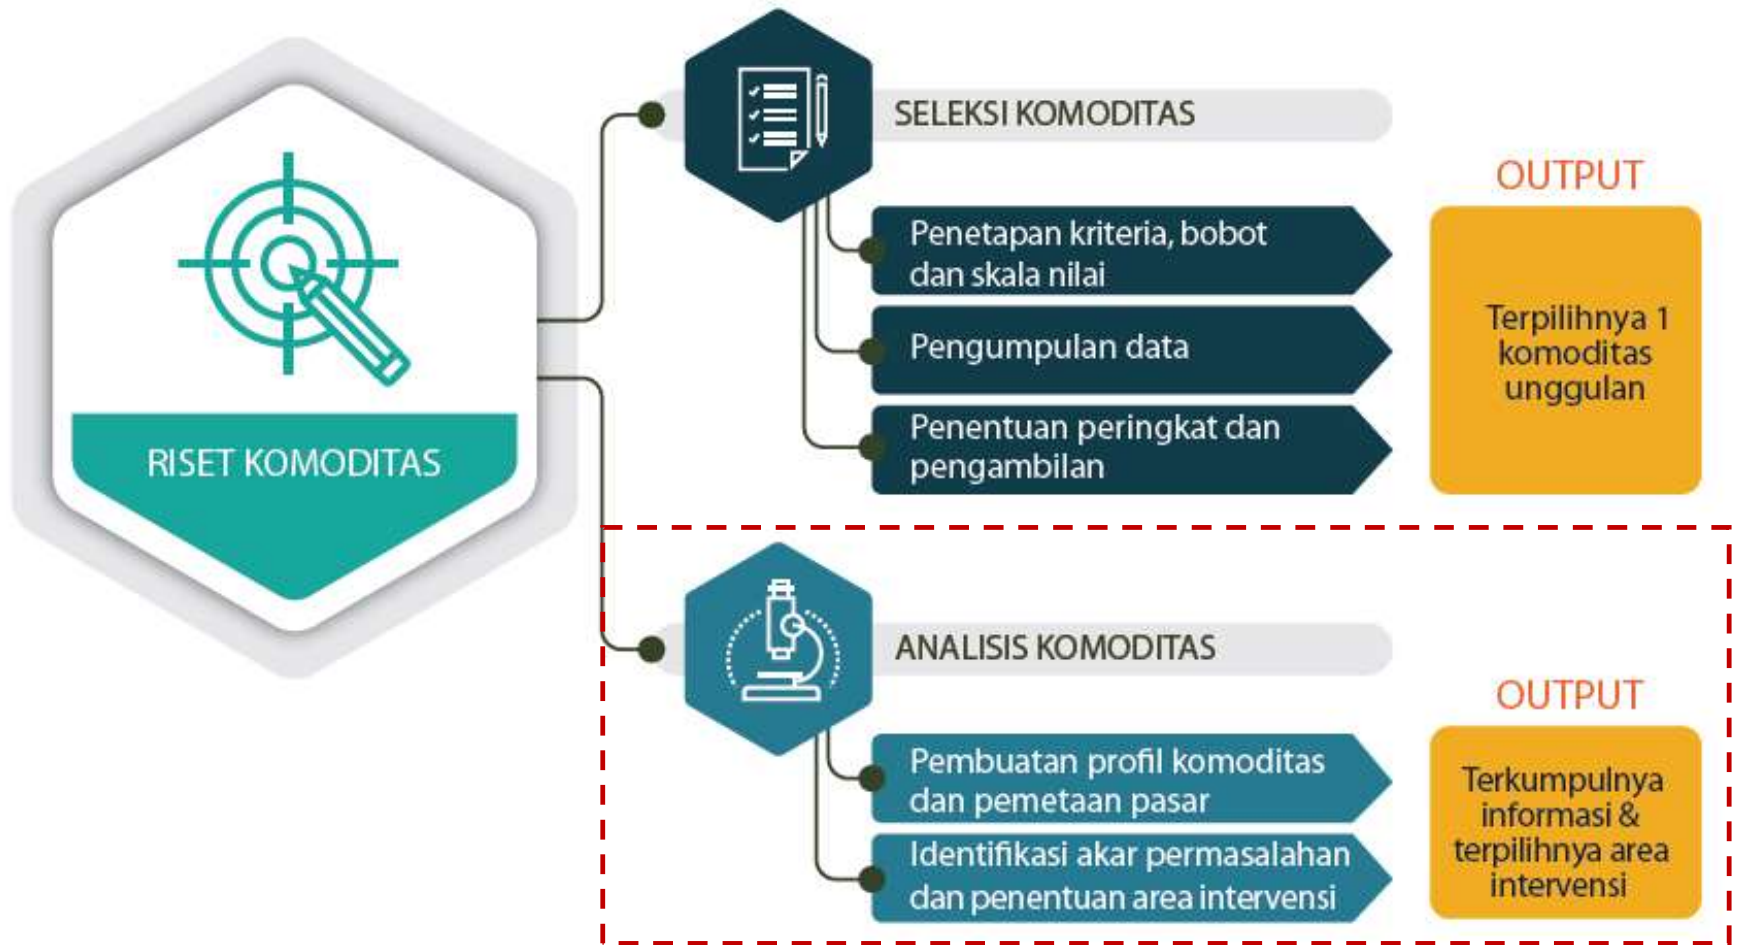 RISET KOMODITAS
SELEKSI KOMODITAS
Penetapan kriteria, bobot
dan skala nilai
Pengumpulan data
Penentuan peringkat dan
pengambilan
OUTPUT
Terpilihnya 1
komoditas
unggulan
ANALISIS KOMODITAS
Pembuatan profil komoditas
dan pemetaan pasar
Identifikasi akar permasalahan
dan penentuan area intervensi
OUTPUT
Terkumpulnya
informasi &
terpilihnya area
intervensi